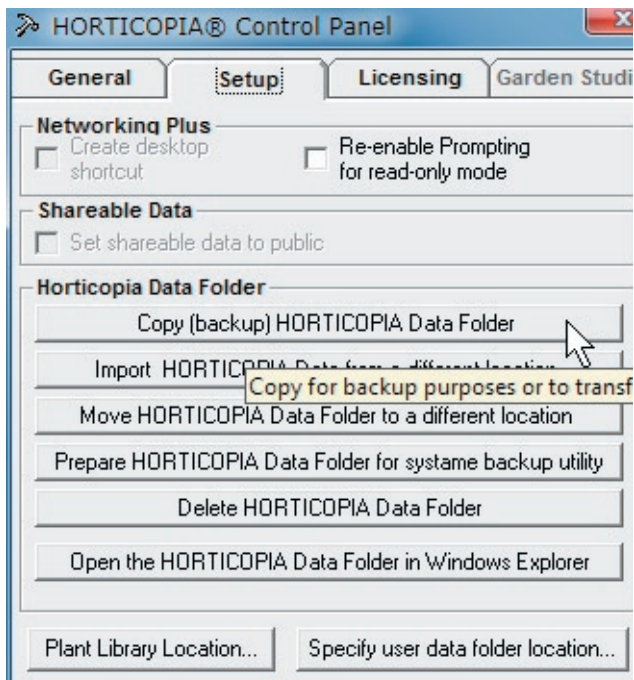 HORTICOPIA® Control Panel
General Setup Licensing Garden Studi
Networking Plus
Create desktop
shortcut
Re-enable Prompting
for read-only mode
Shareable Data
Set shareable data to public
Horticopia Data Folder
Copy (backup) HORTICOPIA Data Folder
Import HORTICOPIA Data from a different location
Copy for backup purposes or to transf
Move HORTICOPIA Data Folder to a different location
Prepare HORTICOPIA Data Folder for systame backup utility
Delete HORTICOPIA Data Folder
Open the HORTICOPIA Data Folder in Windows Explorer
Plant Library Location... Specify user data folder location...